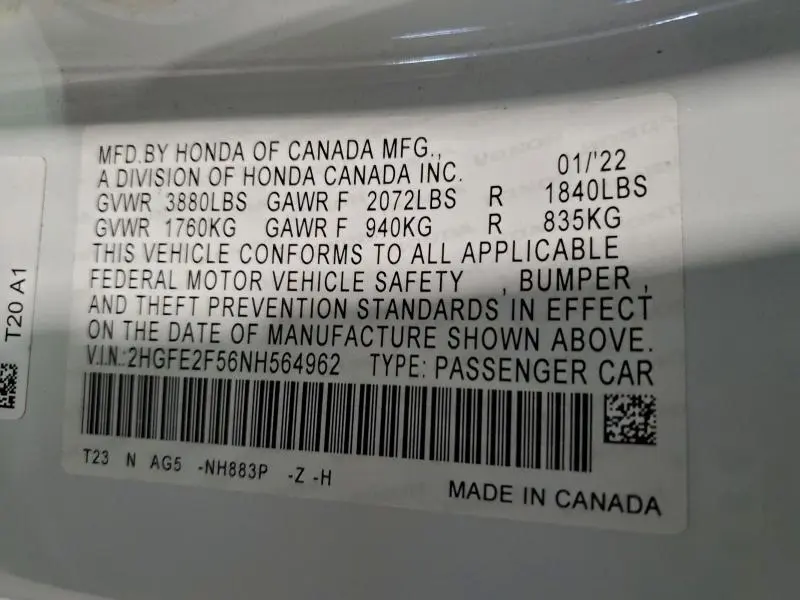 MFD.BY HONDA OF CANADA MFG.,
A DIVISION OF HONDA CANADA INC. 01/'22
GVWR 3880LBS GAWR F 2072LBS R 1840LBS
GVWR 1760KG GAWR F 940KG R 835KG
THIS VEHICLE CONFORMS TO ALL APPLICABLE
FEDERAL MOTOR VEHICLE SAFETY , BUMPER ,
AND THEFT PREVENTION STANDARDS IN EFFECT
ON THE DATE OF MANUFACTURE SHOWN ABOVE.
V.I.N.:2HGFE2F56NH564962 TYPE: PASSENGER CAR
T23 N AG5 -NH883P -Z -H
MADE IN CANADA
T20 A1